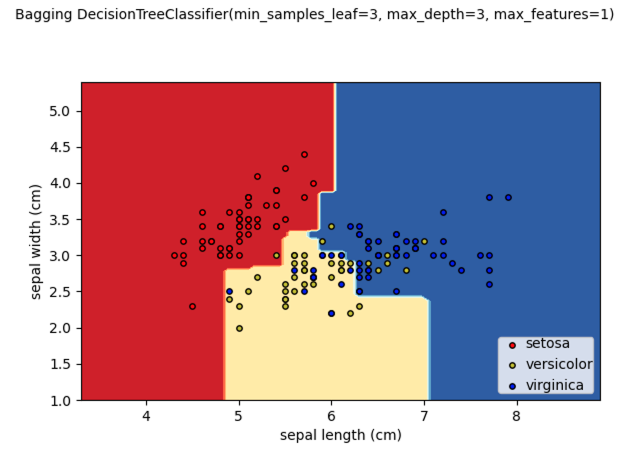 Bagging DecisionTreeClassifier(min_samples_leaf=3, max_depth=3, max_features=1)
5.0
4.5
4.0
3.5
3.0
2.5
2.0
1.5
1.0
sepal width (cm)
setosa
versicolor
virginica
4 5 6 7 8
sepal length (cm)